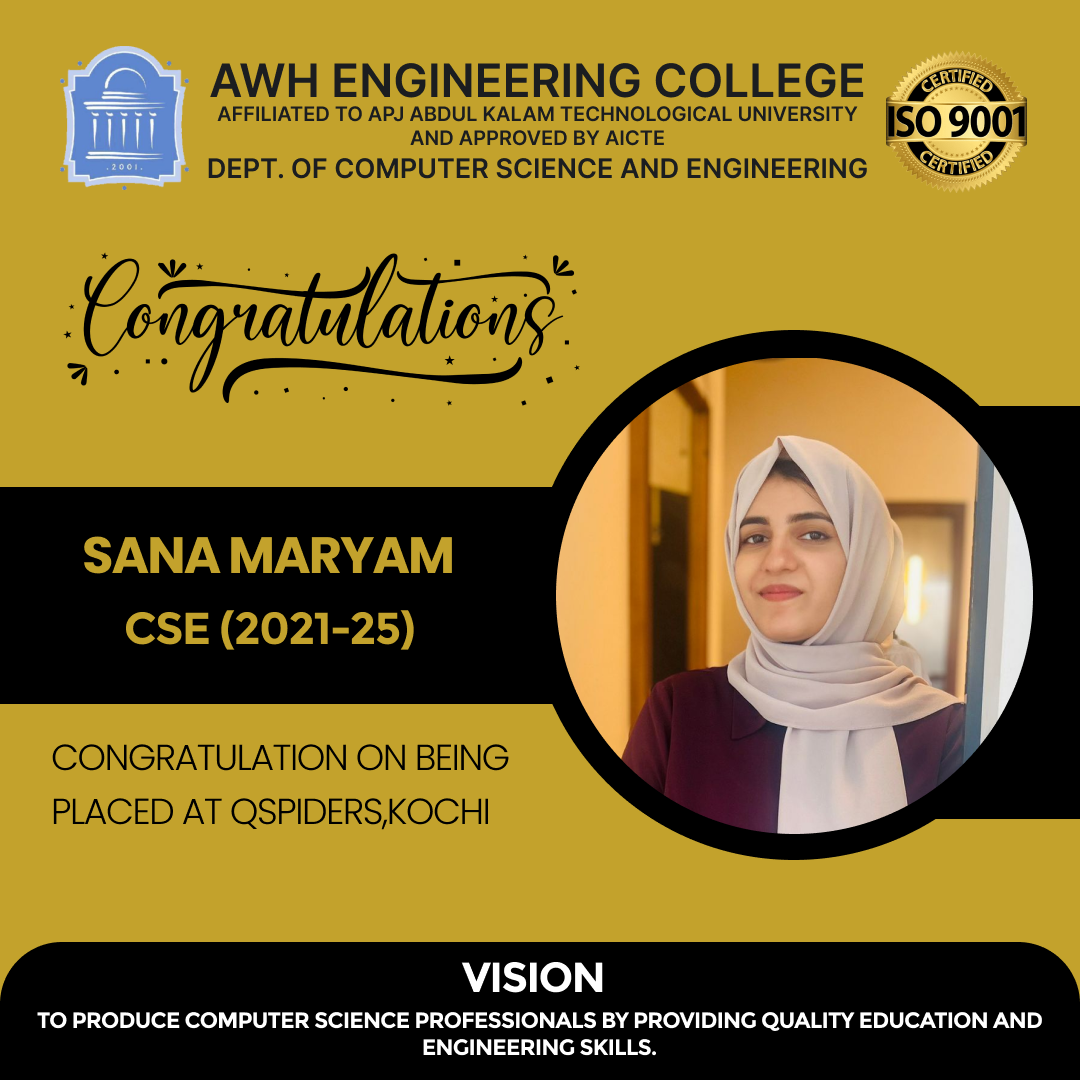 AWH ENGINEERING COLLEGE
AFFILIATED TO APJ ABDUL KALAM TECHNOLOGICAL UNIVERSITY
AND APPROVED BY AICTE
DEPT. OF COMPUTER SCIENCE AND ENGINEERING
.2001.
CERTIFIED
ISO 9001
CERTIFIED
Congratulations
SANA MARYAM
CSE (2021-25)
CONGRATULATION ON BEING
PLACED AT QSPIDERS,KOCHI
VISION
TO PRODUCE COMPUTER SCIENCE PROFESSIONALS BY PROVIDING QUALITY EDUCATION AND
ENGINEERING SKILLS.